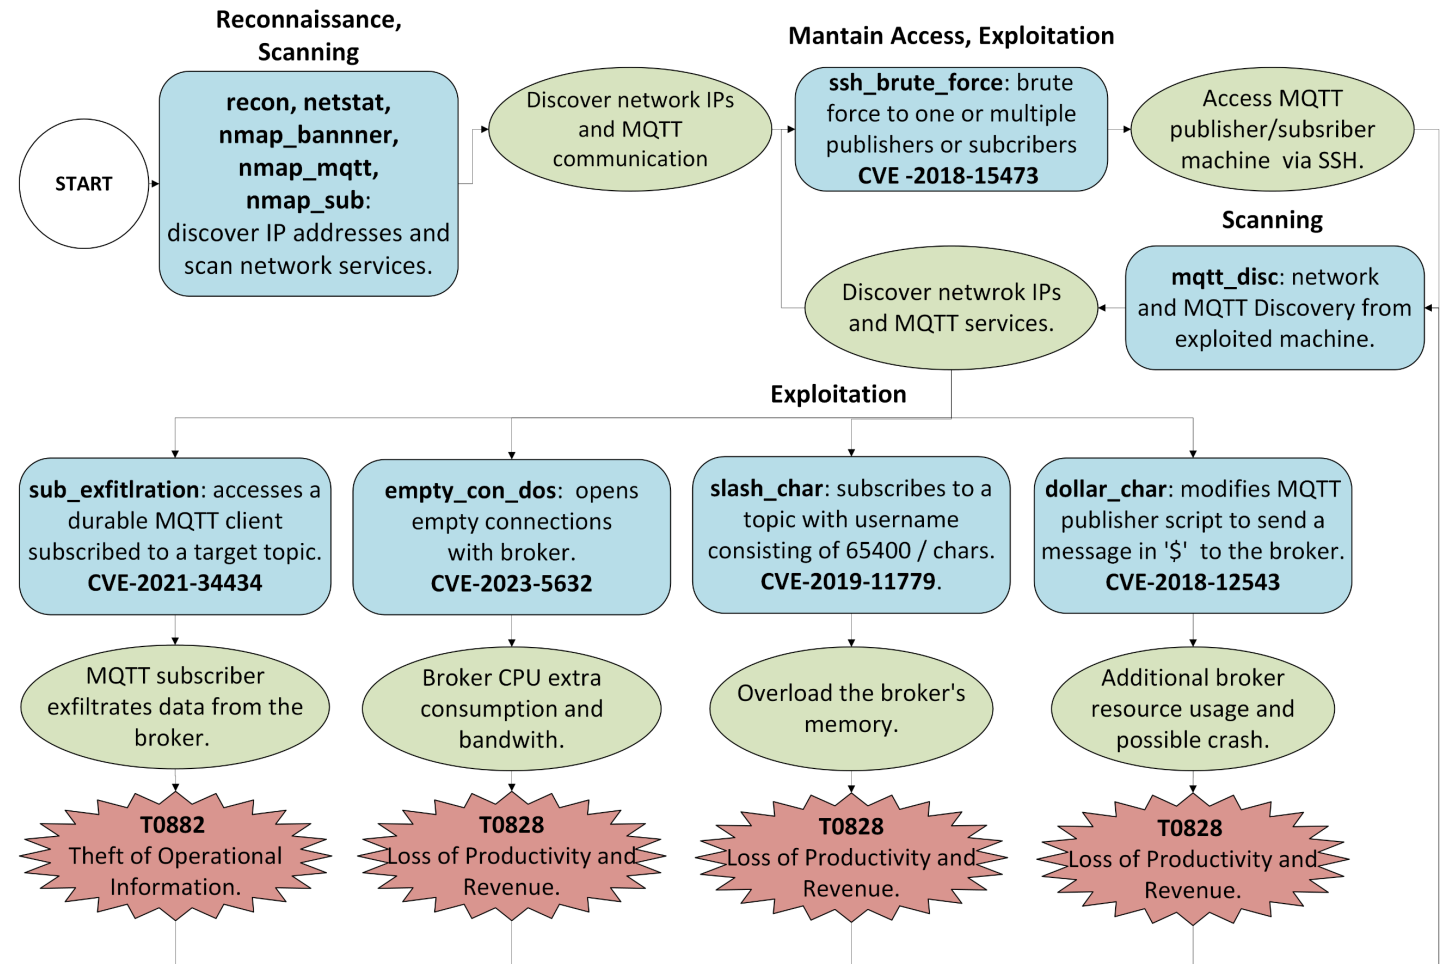 Reconnaissance,
Scanning
Mantain Access, Exploitation
START
recon, netstat,
nmap_bannner,
nmap_mqtt,
nmap_sub:
discover IP addresses and
scan network services.
Discover network IPs
and MQTT
communication
ssh_brute_force: brute
force to one or multiple
publishers or subcribers
CVE -2018-15473
Access MQTT
publisher/subsriber
machine via SSH.
Scanning
mqtt_disc: network
and MQTT Discovery from
exploited machine.
Discover netwrok IPs
and MQTT services.
Exploitation
sub_exfitlration: accesses a
durable MQTT client
subscribed to a target topic.
CVE-2021-34434
empty_con_dos: opens
empty connections
with broker.
CVE-2023-5632
slash_char: subscribes to a
topic with username
consisting of 65400 / chars.
CVE-2019-11779.
dollar_char: modifies MQTT
publisher script to send a
message in '$' to the broker.
CVE-2018-12543
MQTT subscriber
exfiltrates data from the
broker.
Broker CPU extra
consumption and
bandwith.
Overload the broker's
memory.
Additional broker
resource usage and
possible crash.
T0882
Theft of Operational
Information.
T0828
Loss of Productivity and
Revenue.
T0828
Loss of Productivity and
Revenue.
T0828
Loss of Productivity and
Revenue.